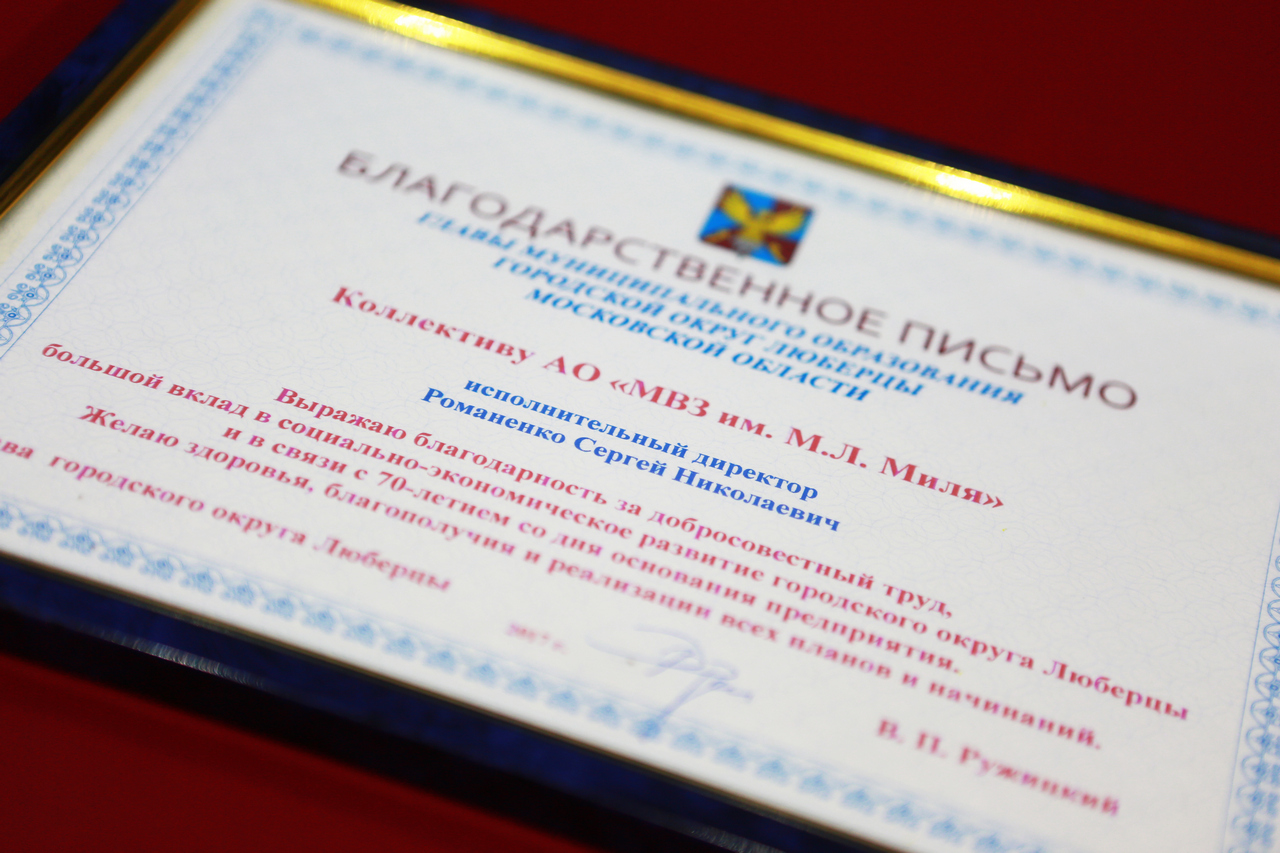 БЛАГОДАРСТВЕННОЕ ПИСЬМО
ГЛАВЫ МУНИЦИПАЛЬНОГО ОБРАЗОВАНИЯ
ГОРОДСКОЙ ОКРУГ ЛЮБЕРЦЫ
МОСКОВСКОЙ ОБЛАСТИ
Коллективу АО «МВЗ им. М.Л. Миля»
исполнительный директор
Романенко Сергей Николаевич
Выражаю благодарность за добросовестный труд,
большой вклад в социально-экономическое развитие городского округа Люберцы
и в связи с 70-летием со дня основания предприятия.
Желаю здоровья, благополучия и реализации всех планов и начинаний.
ва городского округа Люберцы
В. П. Ружицкий
2017 г.